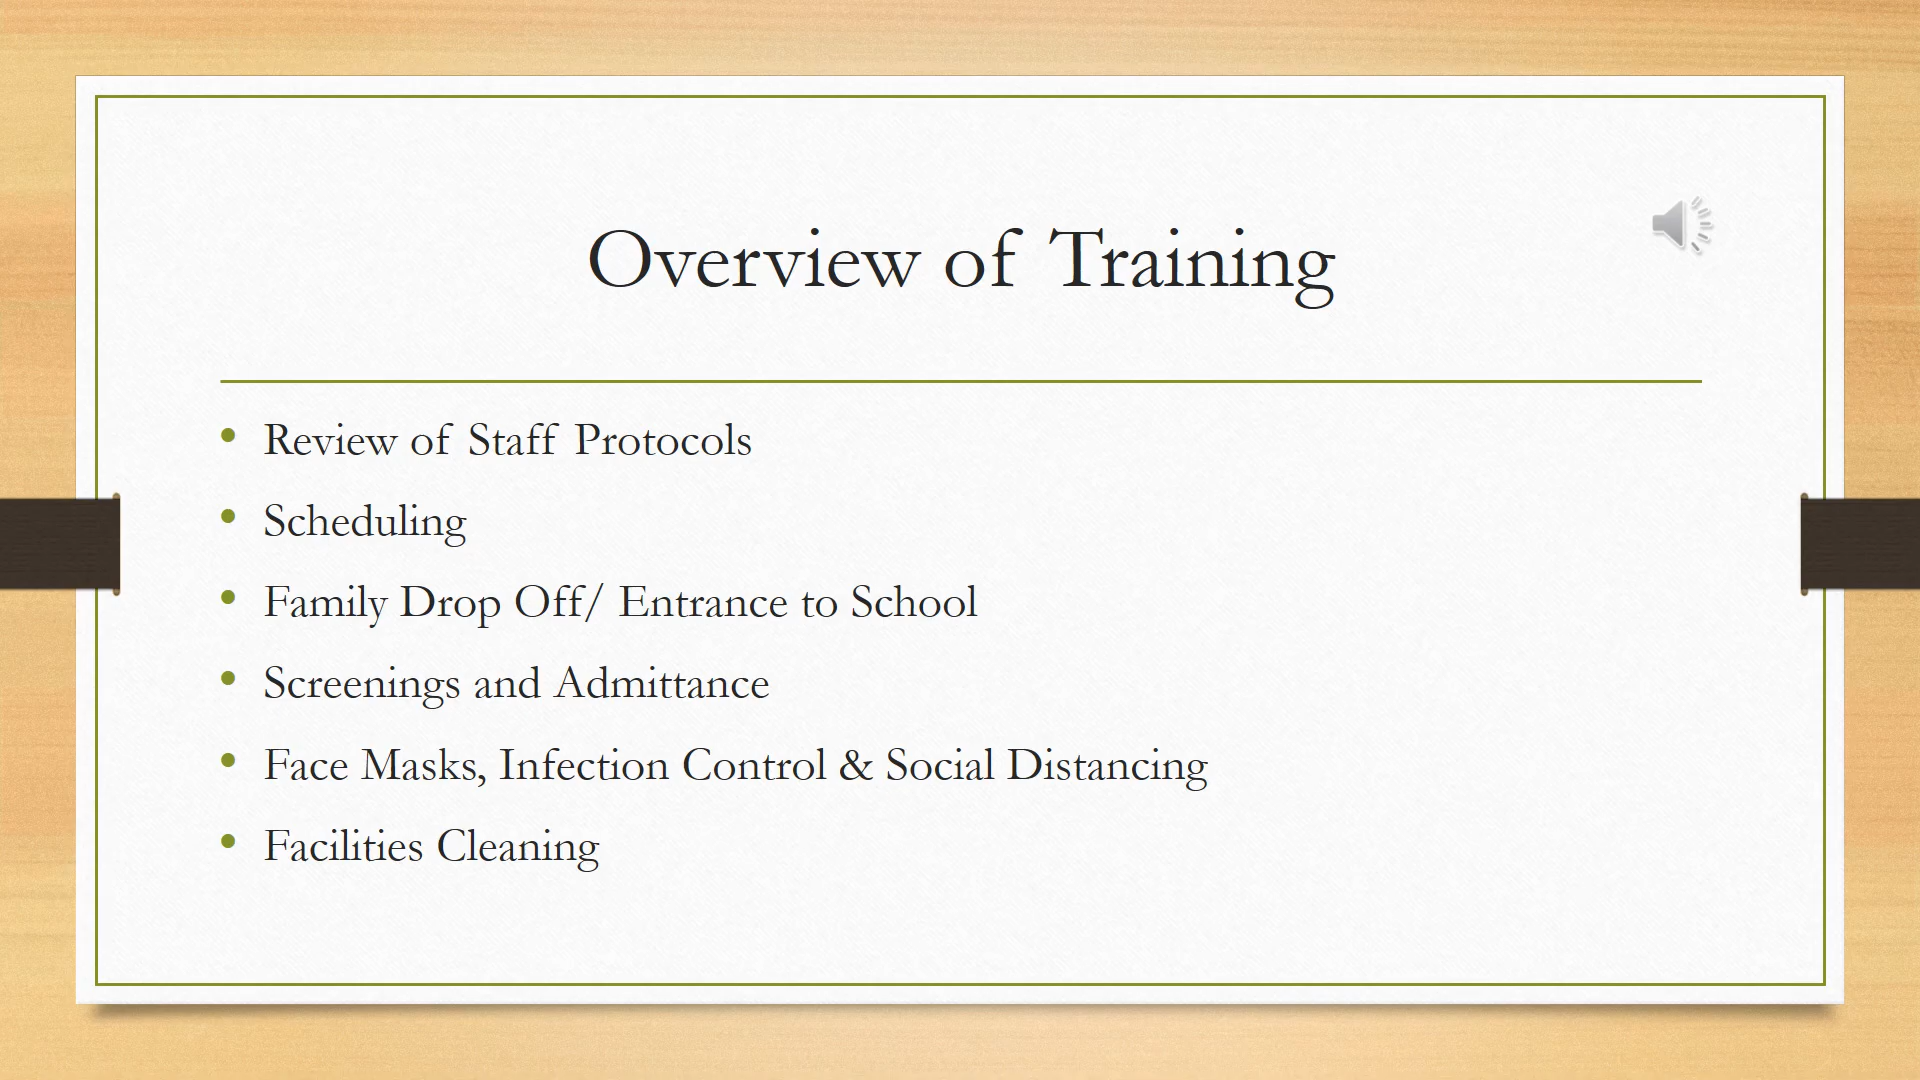 Overview of Training
• Review of Staff Protocols
• Scheduling
• Family Drop Off/ Entrance to School
• Screenings and Admittance
• Face Masks, Infection Control & Social Distancing
• Facilities Cleaning